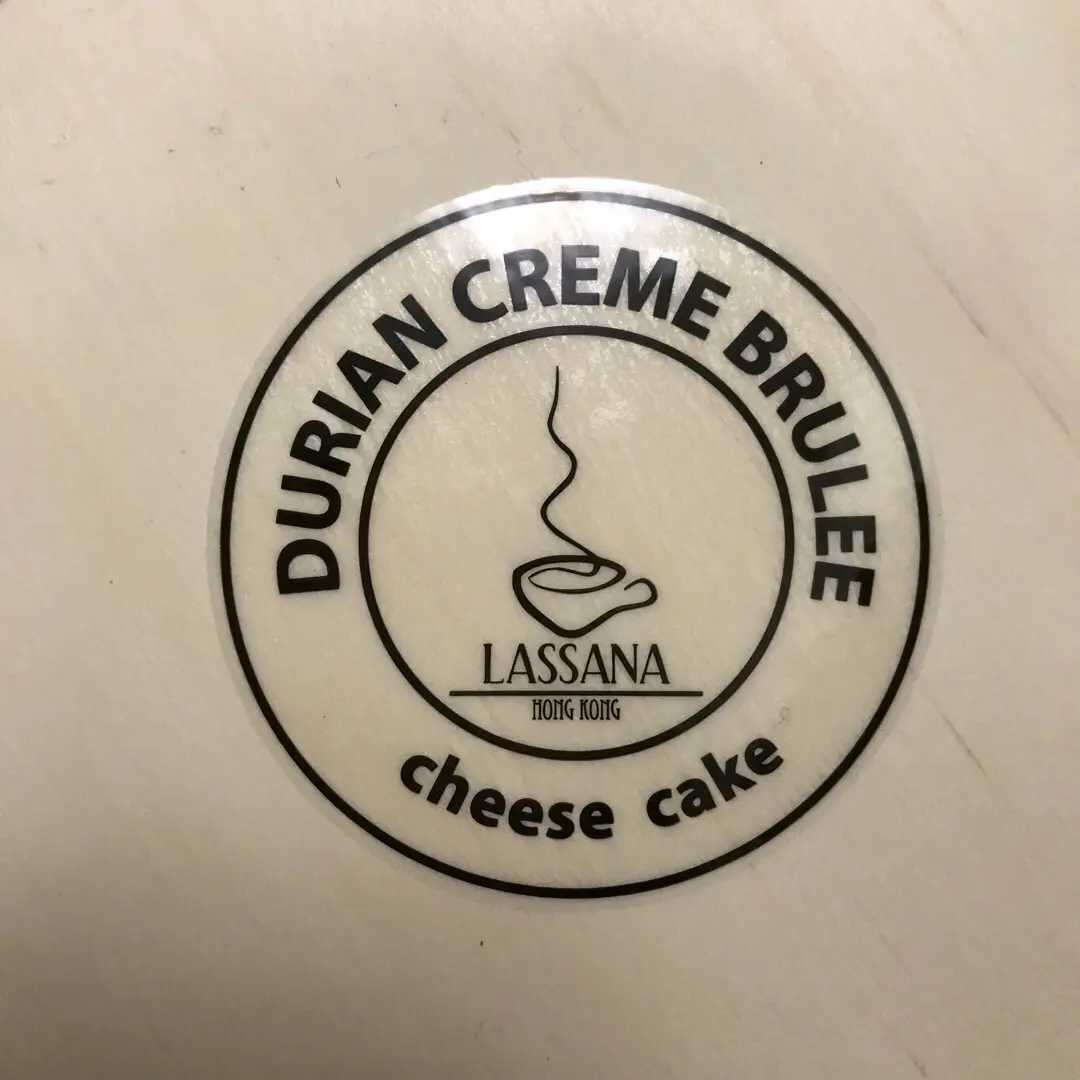 DURIAN CREME BRULEE
LASSANA
HONG KONG
cheese cake